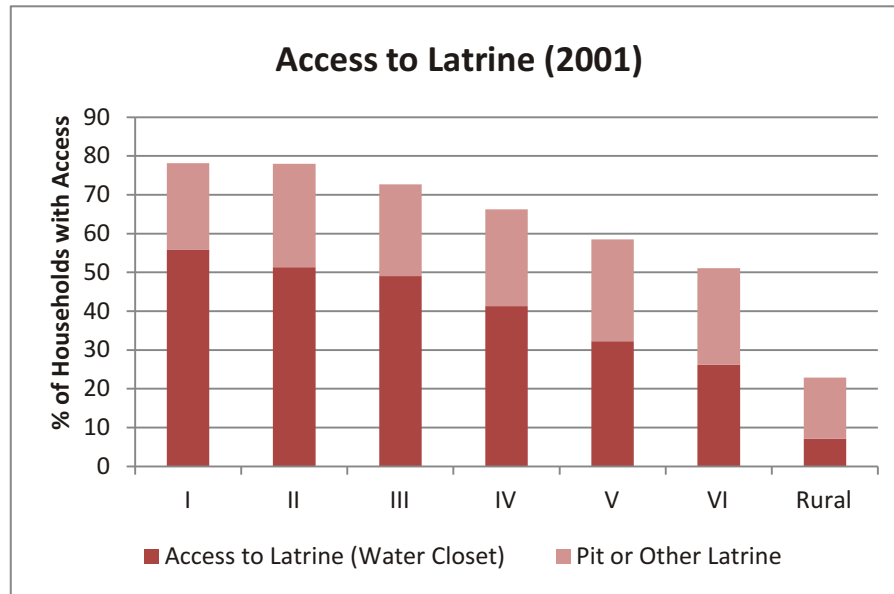 Access to Latrine (2001)
% of Households with Access
90
80
70
60
50
40
30
20
10
0
I II III IV V VI Rural
Access to Latrine (Water Closet) Pit or Other Latrine